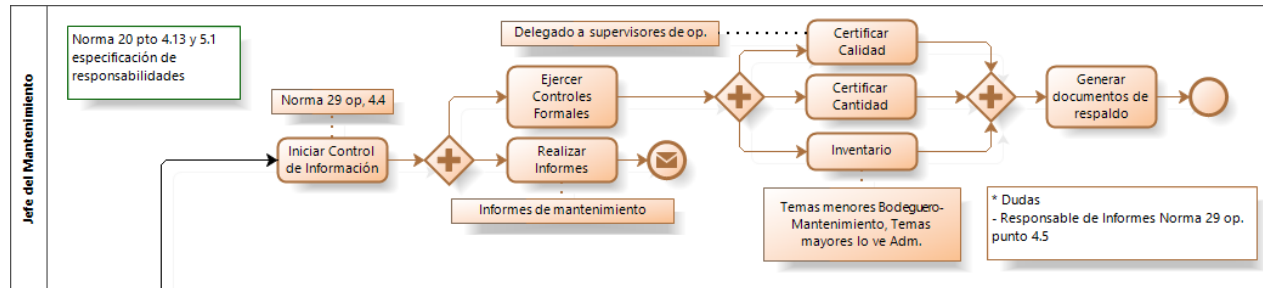 Jefe del Mantenimiento
Norma 20 pto 4.13 y 5.1
especificación de
responsabilidades
Norma 29 op, 4.4
Iniciar Control
de Información
Ejercer
Controles
Formales
Realizar
Informes
Informes de mantenimiento
Delegado a supervisores de op.
Certificar
Calidad
Certificar
Cantidad
Inventario
Temas menores Bodeguero-
Mantenimiento, Temas
mayores lo ve Adm.
Generar
documentos de
respaldo
* Dudas
- Responsable de Informes Norma 29 op.
punto 4.5